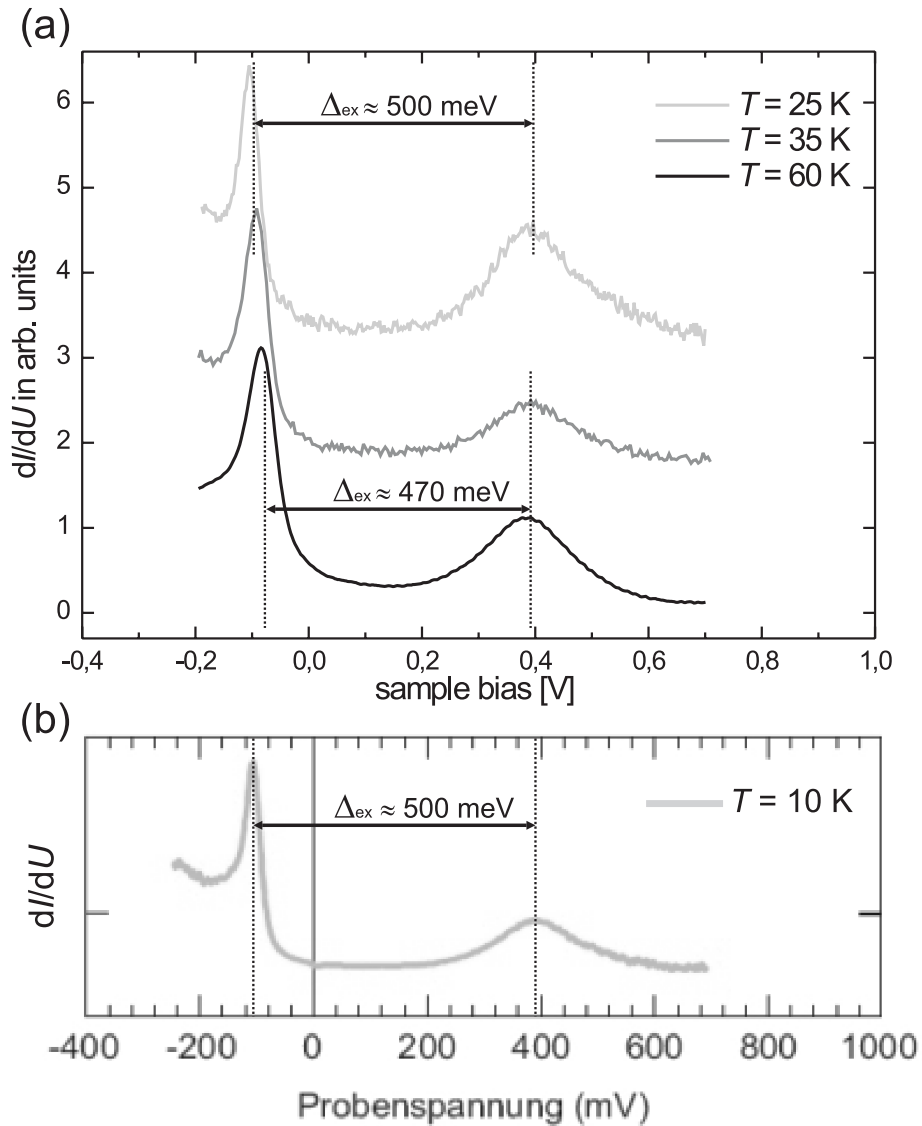 (a)
Δex ≈ 500 meV
T = 25 K
T = 35 K
T = 60 K
6
5
4
3
2
1
0
dI/dU in arb. units
Δex ≈ 470 meV
-0,4
-0,2
0,0
0,2
0,4
0,6
0,8
1,0
sample bias [V]
(b)
Δex ≈ 500 meV
T = 10 K
dI/dU
-400
-200
0
200
400
600
800
1000
Probenspannung (mV)